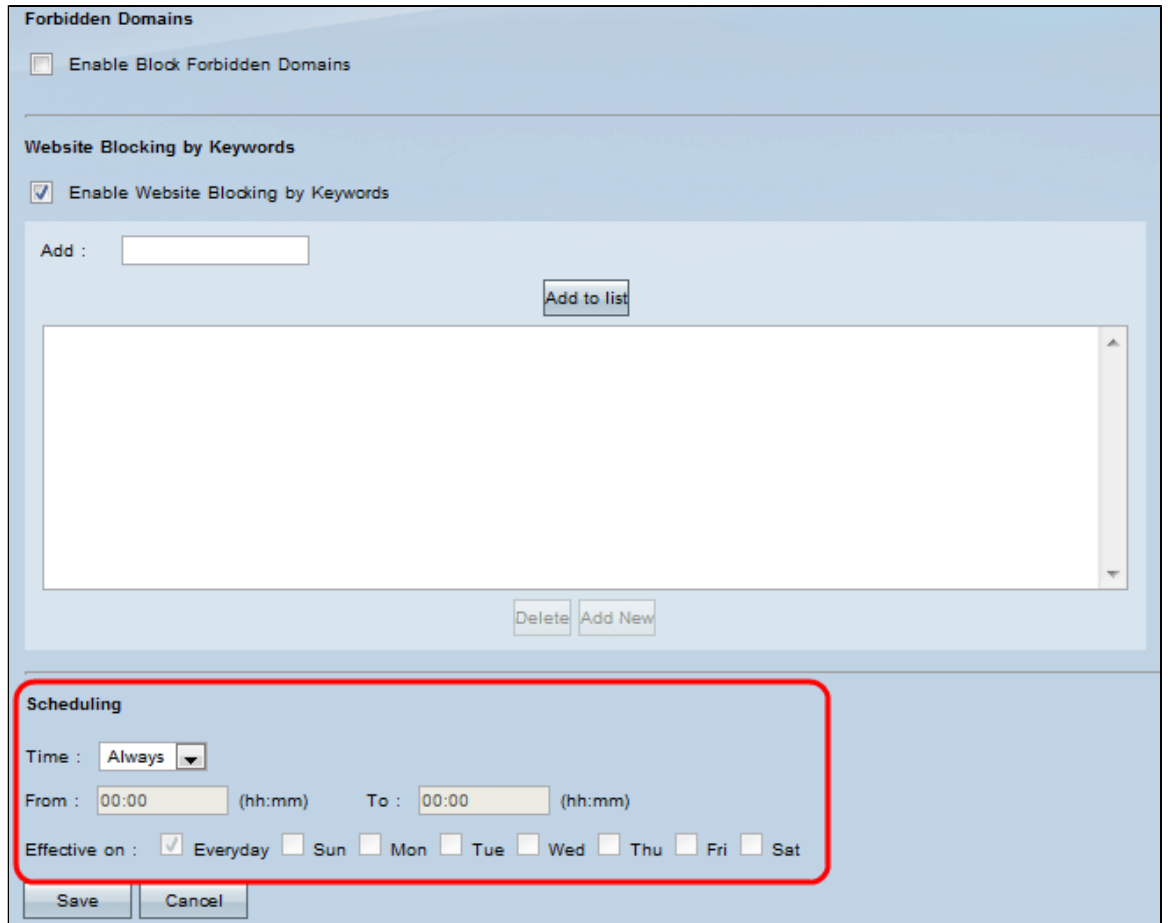 Forbidden Domains
Enable Block Forbidden Domains
Website Blocking by Keywords
Enable Website Blocking by Keywords
Add :
Add to list
Delete Add New
Scheduling
Time : Always
From : 00:00 (hh:mm) To : 00:00 (hh:mm)
Effective on : Everyday Sun Mon Tue Wed Thu Fri Sat
Save Cancel